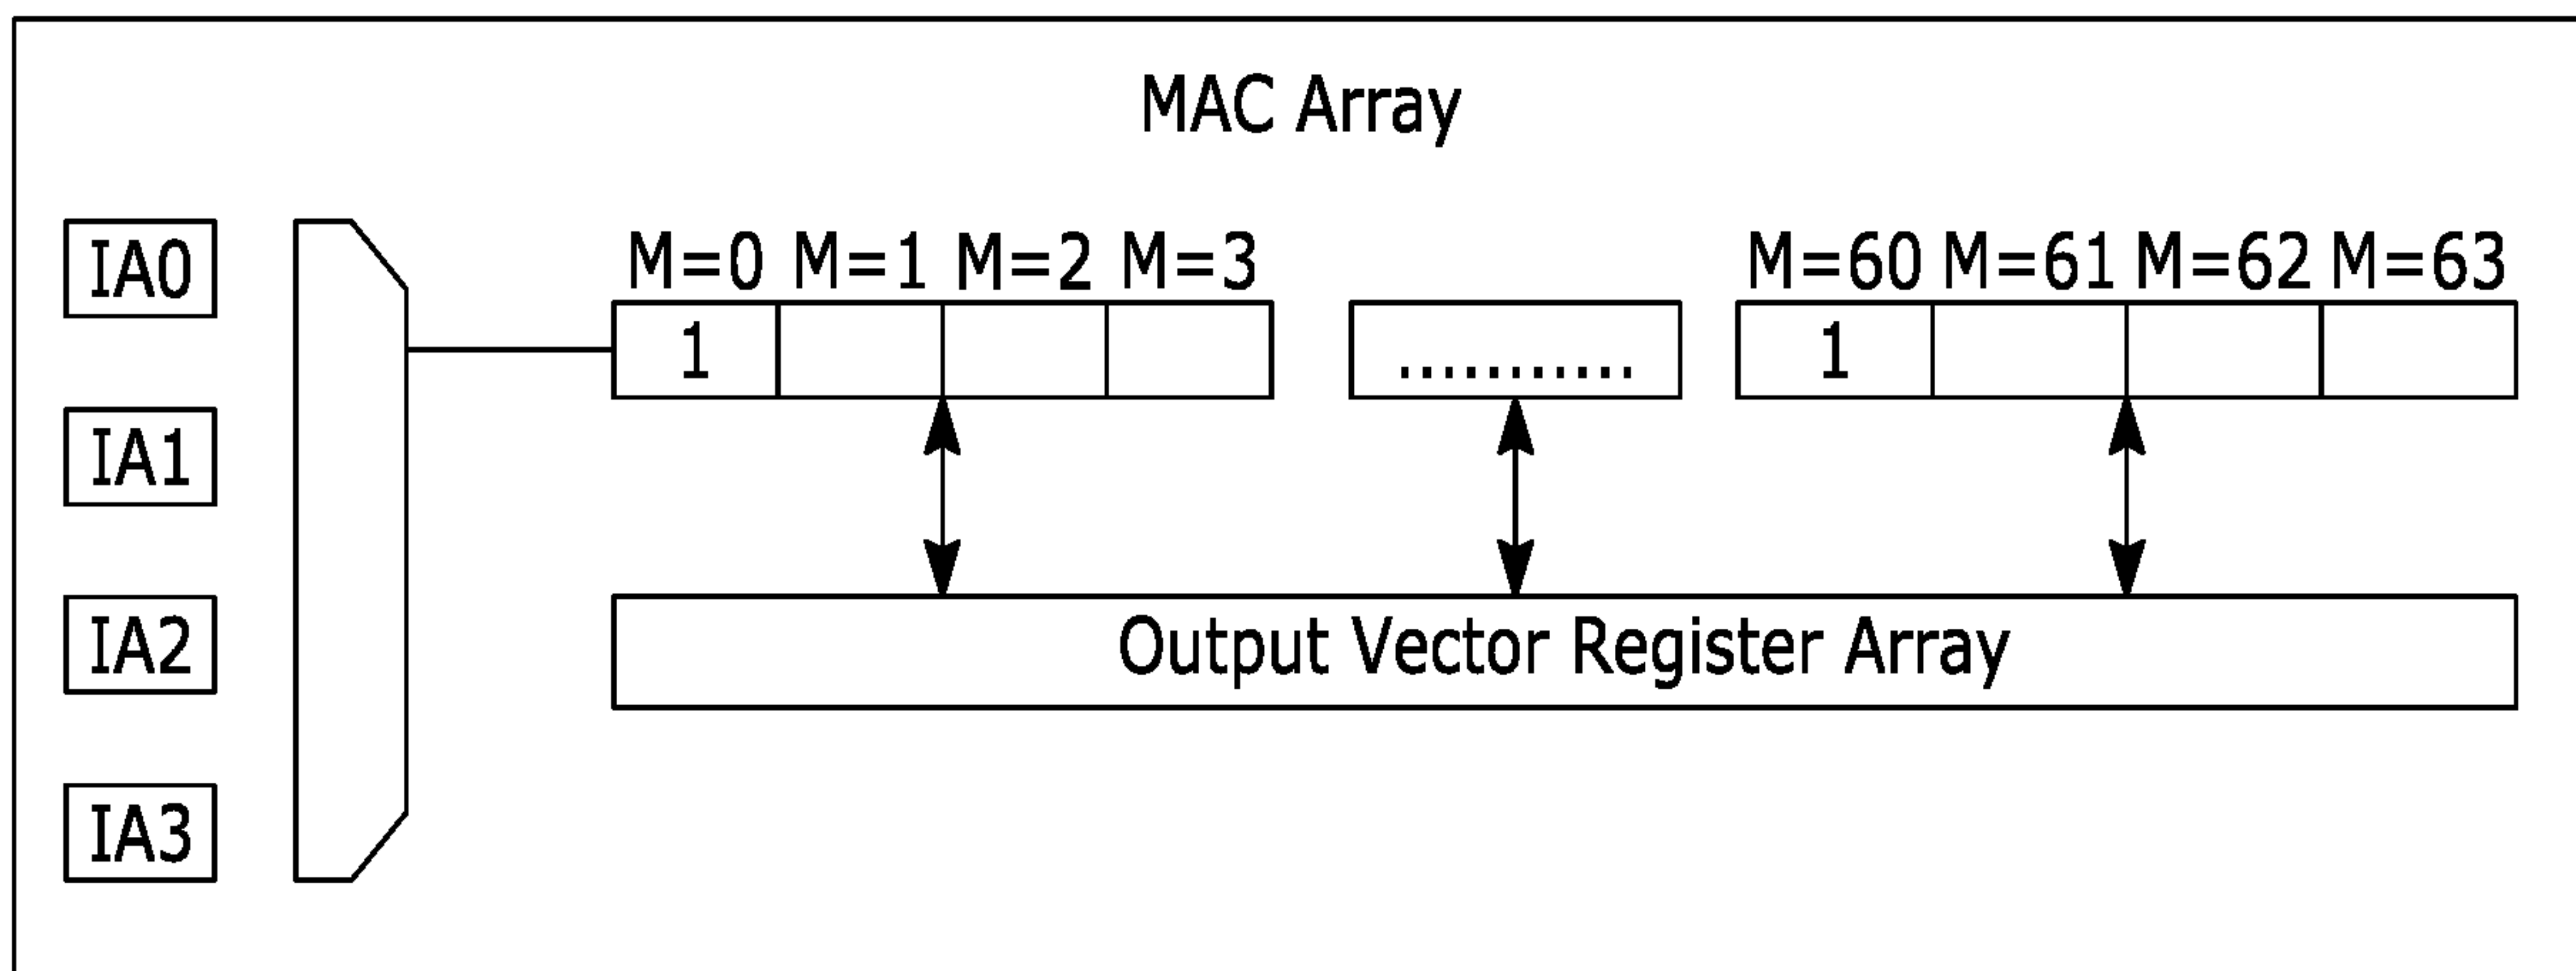 MAC Array
IA0
IA1
IA2
IA3
M=0 M=1 M=2 M=3
1
...........
M=60 M=61 M=62 M=63
1
Output Vector Register Array